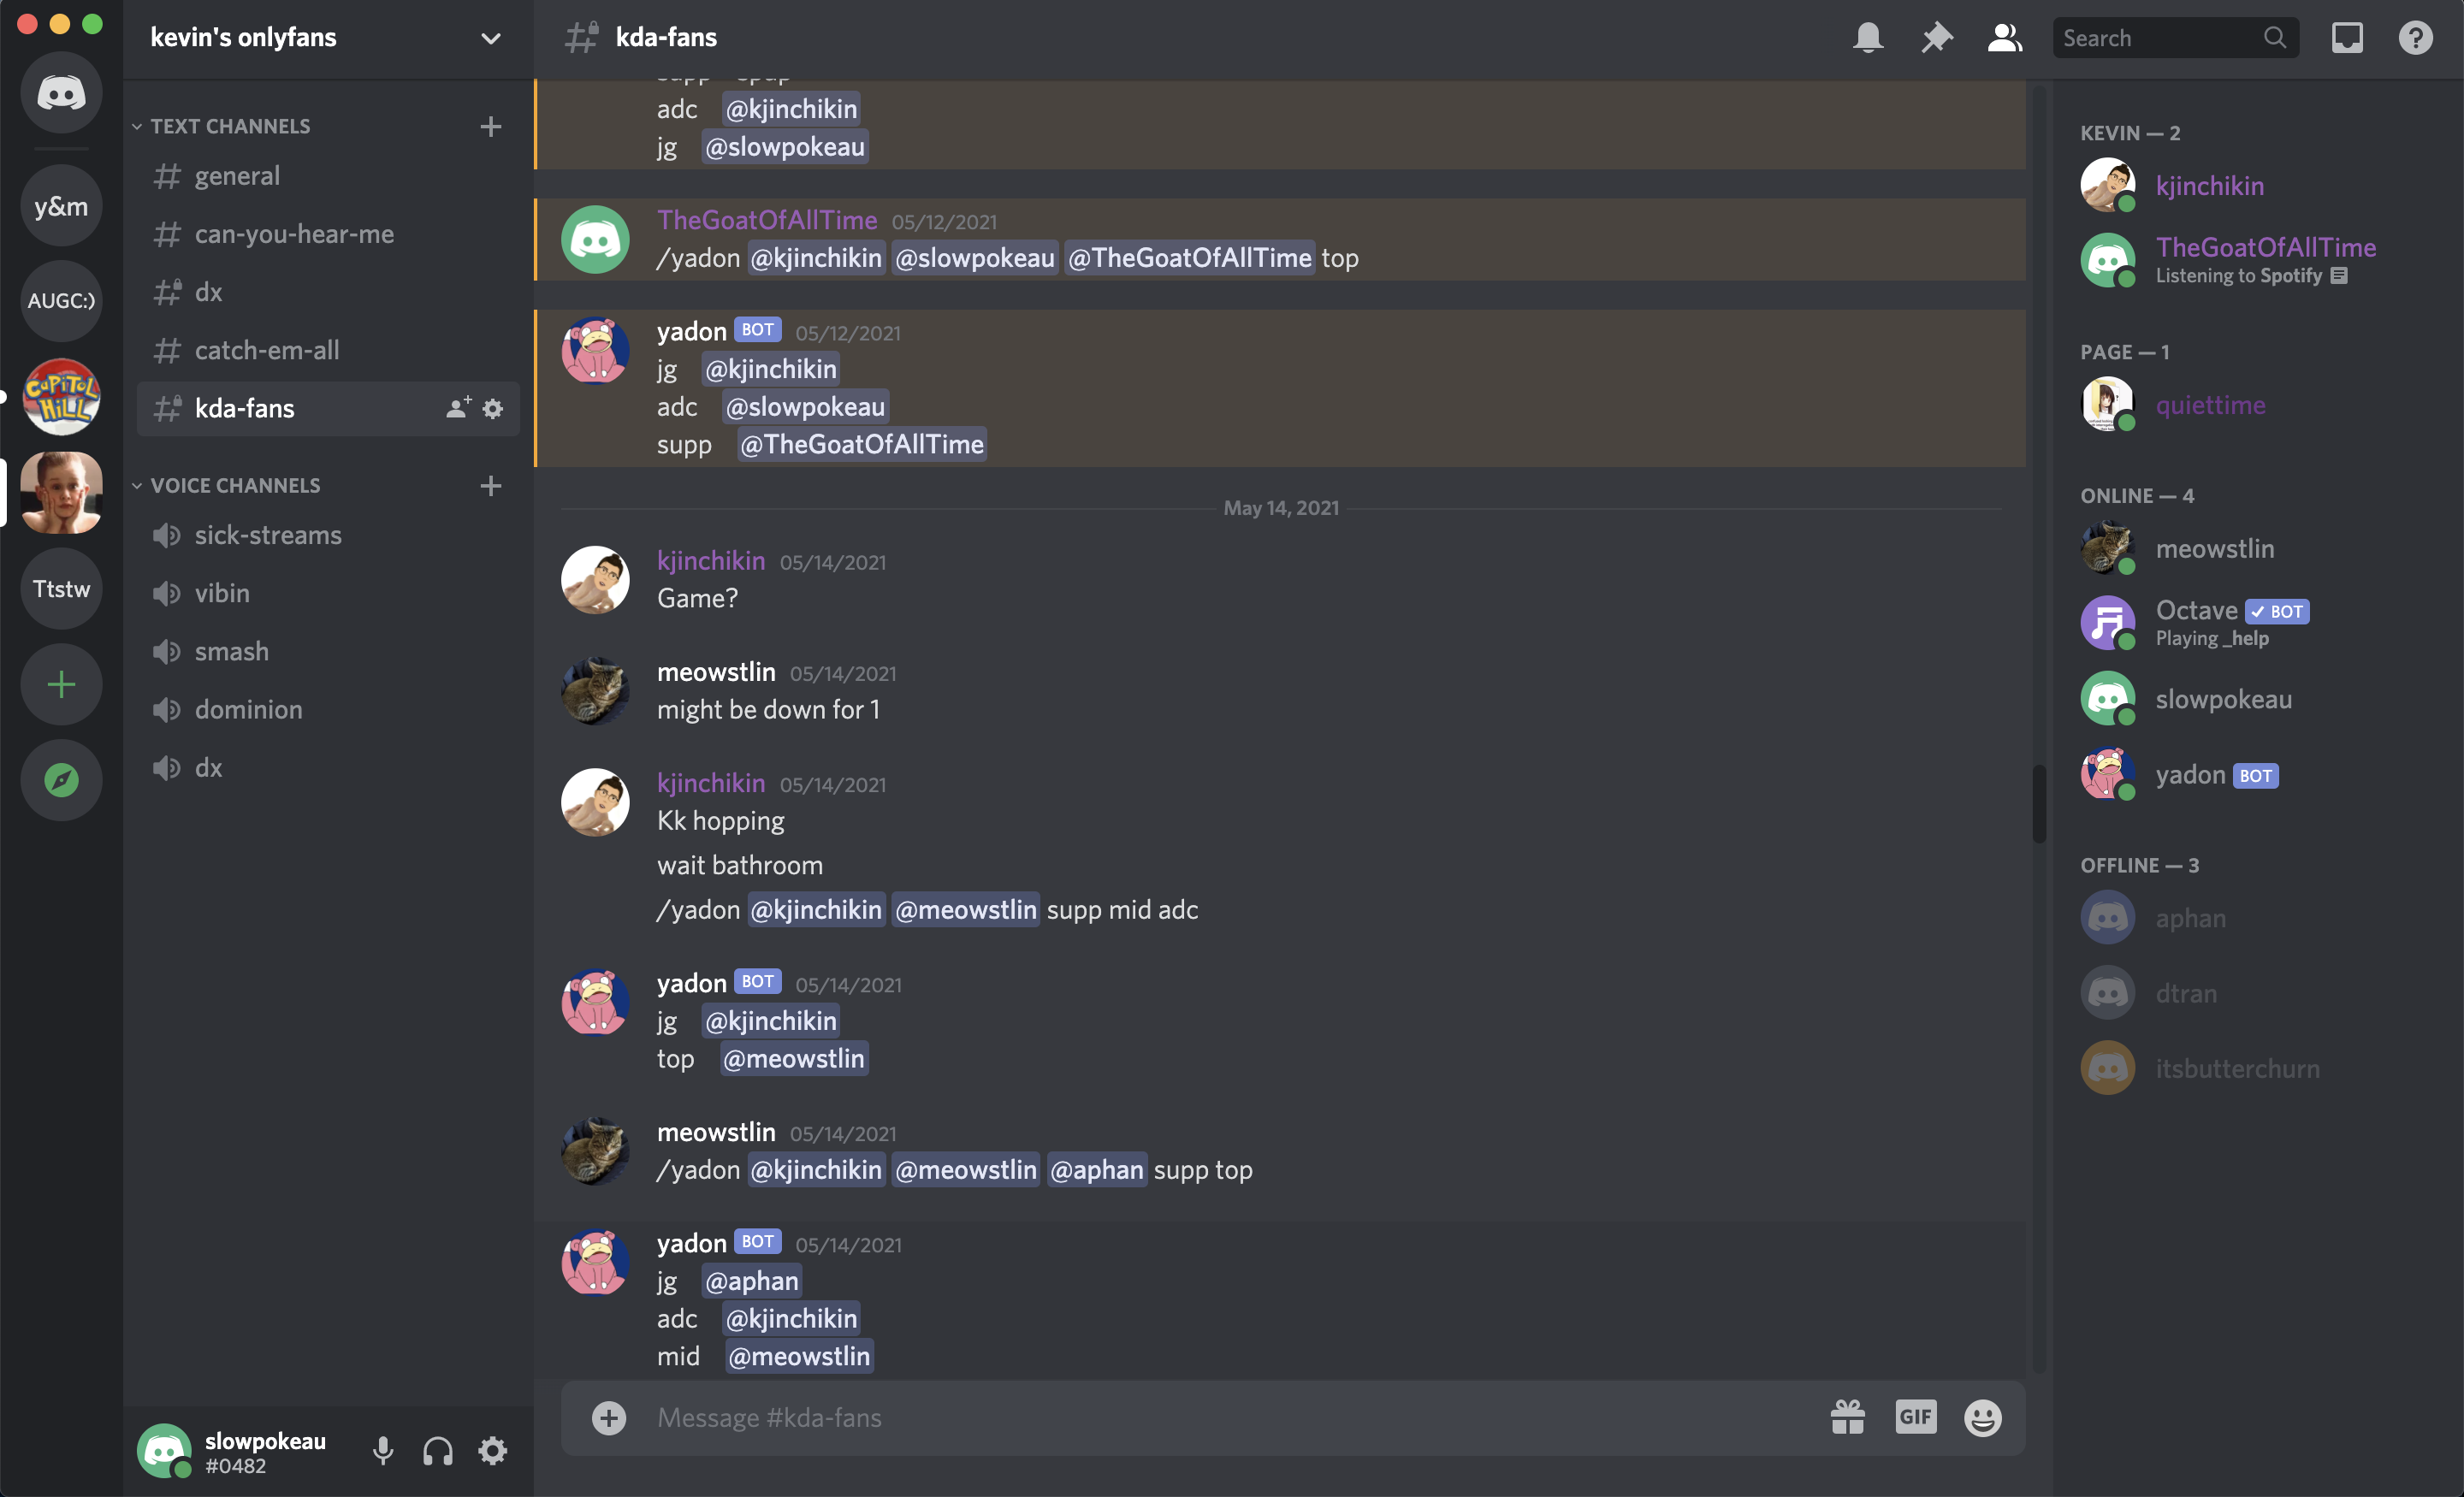 kevin's onlyfans
kda-fans
Search
y&m
AUGC:)
CaPiToL
HiLL
Ttstw
TEXT CHANNELS
general
can-you-hear-me
dx
catch-em-all
kda-fans
VOICE CHANNELS
sick-streams
vibin
smash
dominion
dx
slowpokeau
#0482
adc @kjinchikin
jg @slowpokeau
TheGoatOfAllTime 05/12/2021
/yadon @kjinchikin @slowpokeau @TheGoatOfAllTime top
yadon BOT 05/12/2021
jg @kjinchikin
adc @slowpokeau
supp @TheGoatOfAllTime
May 14, 2021
kjinchikin 05/14/2021
Game?
meowstlin 05/14/2021
might be down for 1
kjinchikin 05/14/2021
Kk hopping
wait bathroom
/yadon @kjinchikin @meowstlin supp mid adc
yadon BOT 05/14/2021
jg @kjinchikin
top @meowstlin
meowstlin 05/14/2021
/yadon @kjinchikin @meowstlin @aphan supp top
yadon BOT 05/14/2021
jg @aphan
adc @kjinchikin
mid @meowstlin
Message #kda-fans
GIF
KEVIN — 2
kjinchikin
TheGoatOfAllTime
Listening to Spotify
PAGE — 1
quiettime
ONLINE — 4
meowstlin
Octave BOT
Playing _help
slowpokeau
yadon BOT
OFFLINE — 3
aphan
dtran
itsbutterchurn